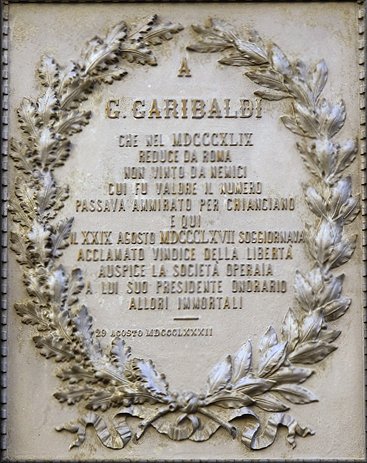 A
G. GARIBALDI
CHE NEL MDCCCXLIX
REDUCE DA ROMA
NON VINTO DA NEMICI
CUI FU VALORE IL NUMERO
PASSAVA AMMIRATO PER CHIANCIANO
E QUI
IL XXIX AGOSTO MDCCCLXVII SOGGIORNAVA
ACCLAMATO VINDICE DELLA LIBERTÁ
AUSPICE LA SOCIETÁ OPERAIA
A LUI SUO PRESIDENTE ONORARIO
ALLORI IMMORTALI
29 AGOSTO MDCCCLXXXII